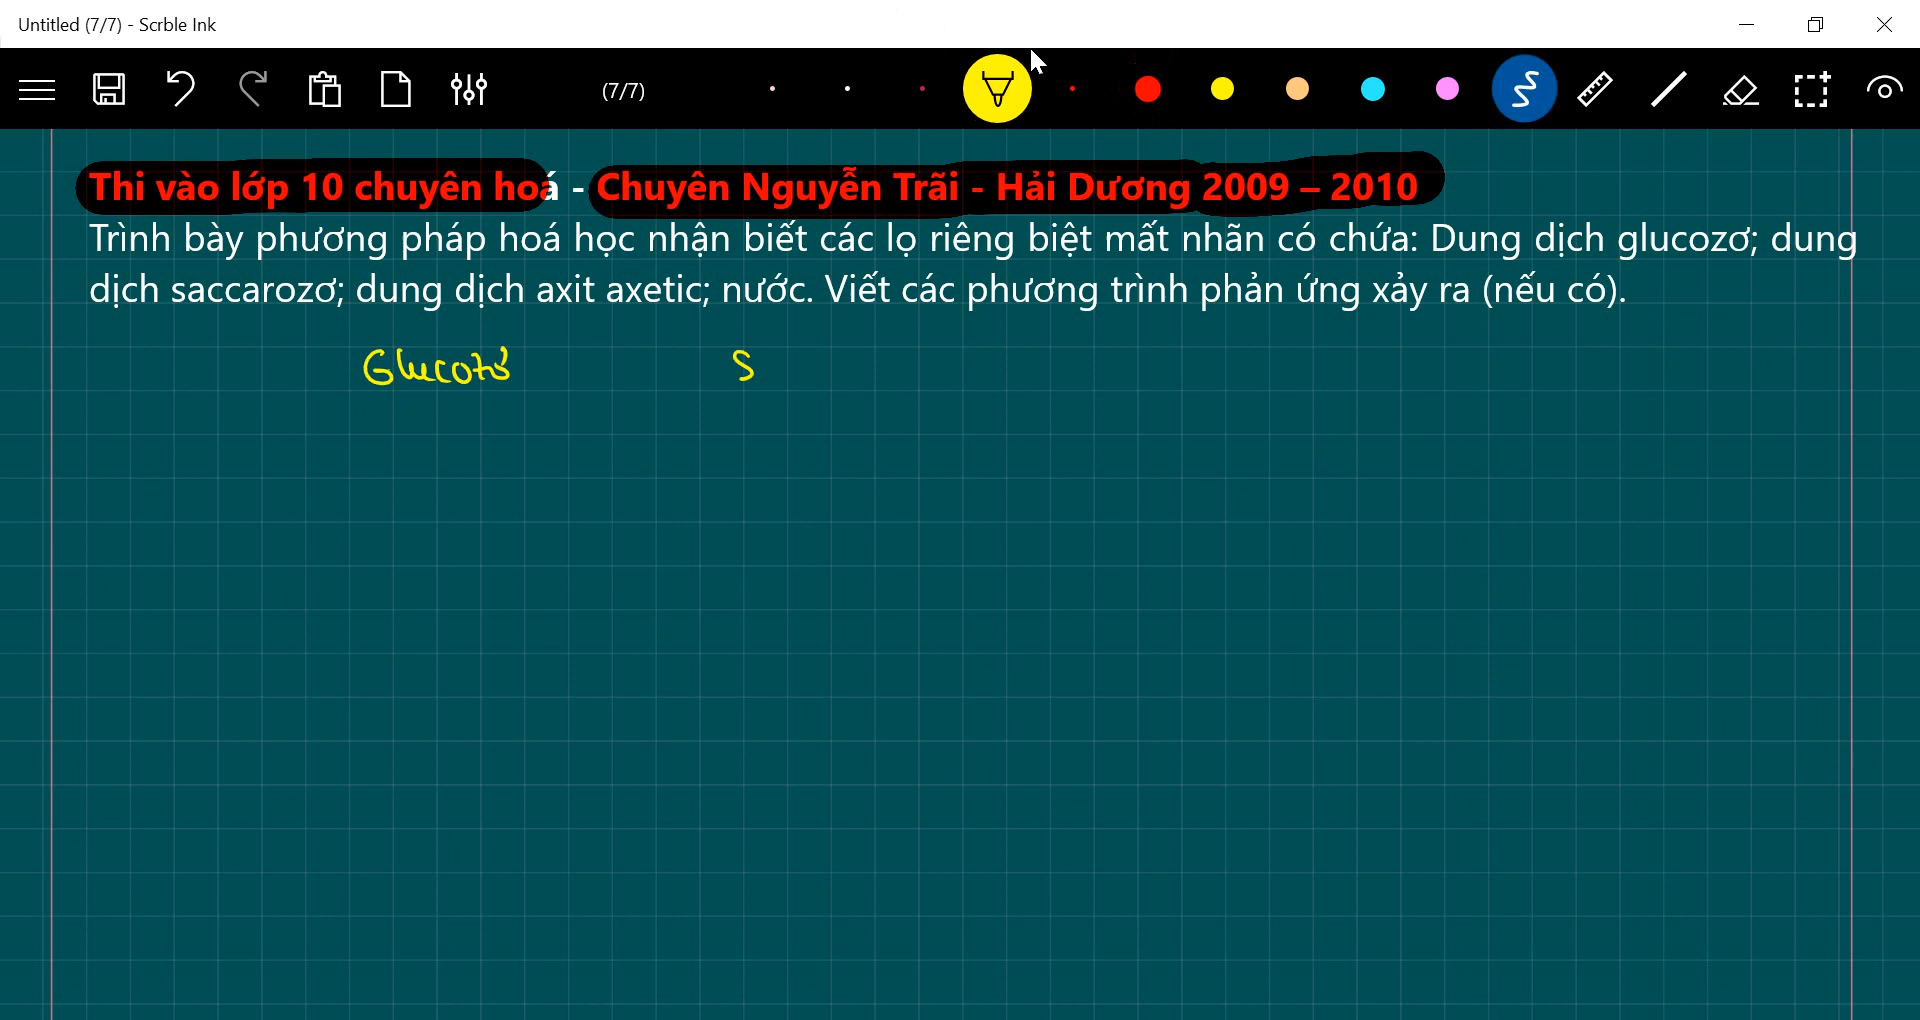 Untitled (7/7) - Scrble Ink
(7/7)
Thi vào lớp 10 chuyên hoá - Chuyên Nguyễn Trãi - Hải Dương 2009 – 2010
Trình bày phương pháp hoá học nhận biết các lọ riêng biệt mất nhãn có chứa: Dung dịch glucozơ; dung
dịch saccarozơ; dung dịch axit axetic; nước. Viết các phương trình phản ứng xảy ra (nếu có).
Glucozơ S